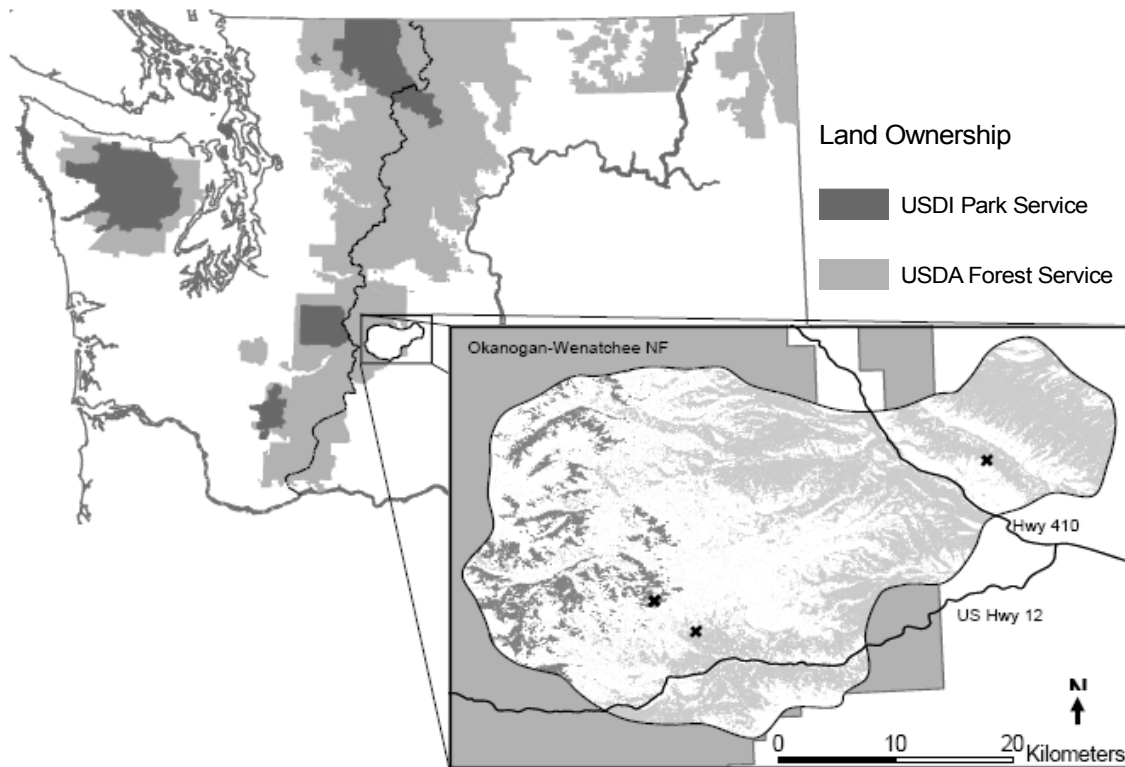 Land Ownership
USDI Park Service
USDA Forest Service
Okanogan-Wenatchee NF
Hwy 410
US Hwy 12
N
0 10 20
Kilometers